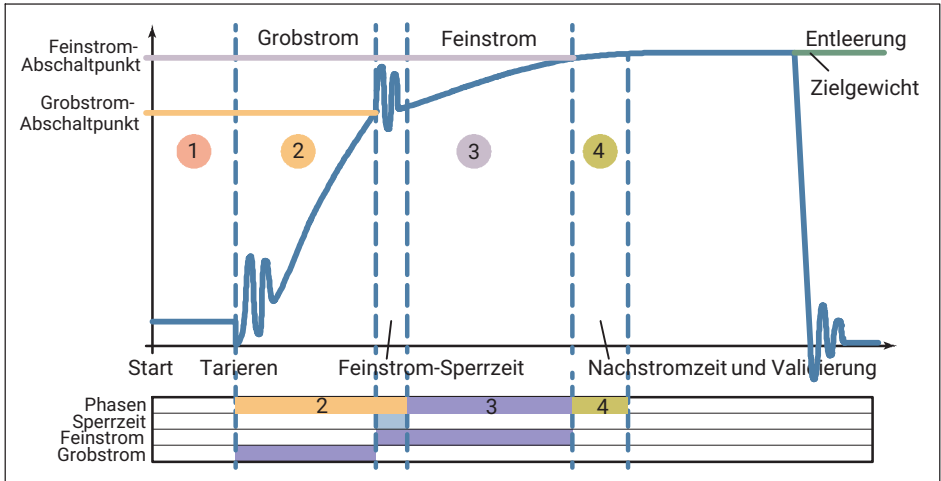 Feinstrom-
Abschaltpunkt
Grobstrom-
Abschaltpunkt
Grobstrom
Feinstrom
Entleerung
Zielgewicht
1
2
3
4
Start
Tarieren
Feinstrom-Sperrzeit
Nachstromzeit und Validierung
Phasen
2
3
4
Sperrzeit
Feinstrom
Grobstrom